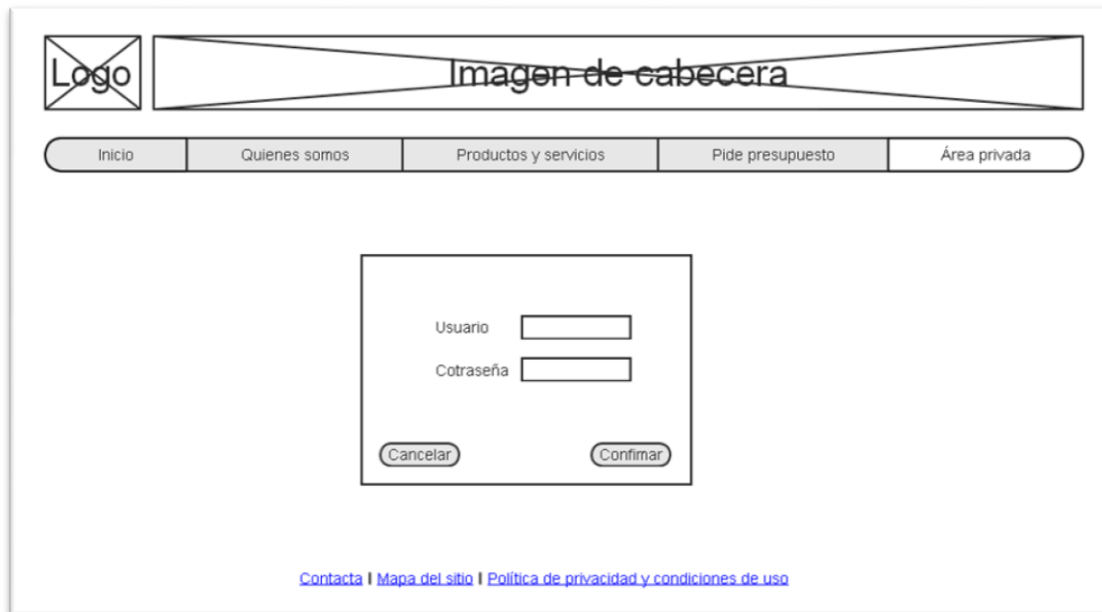 Logo Imagen de cabecera
Inicio Quienes somos Productos y servicios Pide presupuesto Área privada
Usuario
Cotraseña
Cancelar Confimar
Contacta I Mapa del sitio I Política de privacidad y condiciones de uso